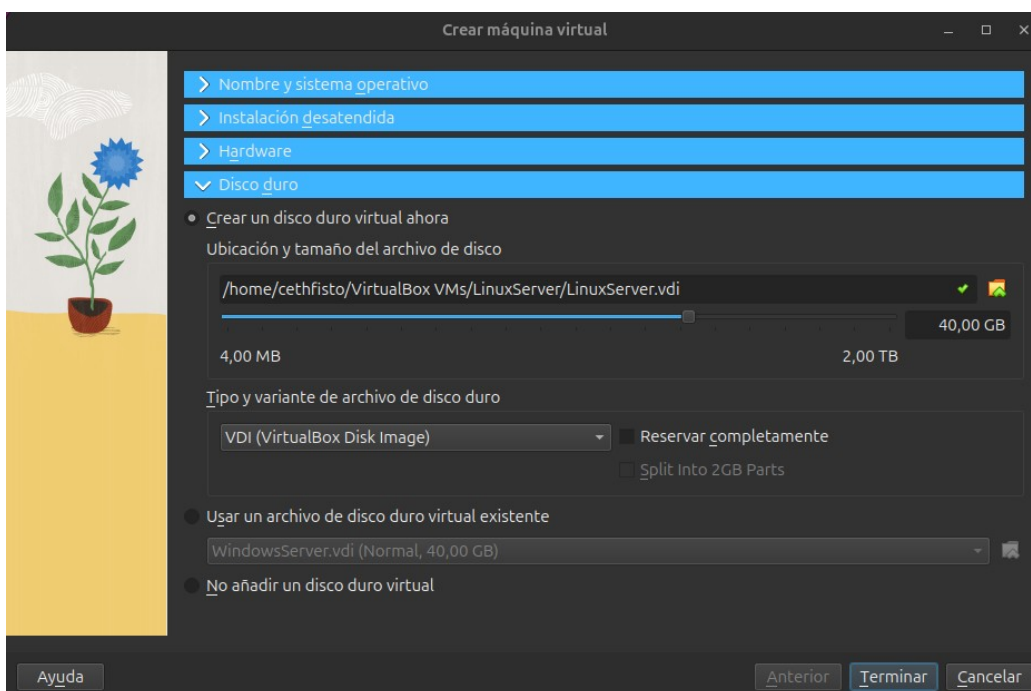 Crear máquina virtual
Nombre y sistema operativo
Instalación desatendida
Hardware
Disco duro
Crear un disco duro virtual ahora
Ubicación y tamaño del archivo de disco
/home/cethfisto/VirtualBox VMs/LinuxServer/LinuxServer.vdi
40,00 GB
4,00 MB 2,00 TB
Tipo y variante de archivo de disco duro
VDI (VirtualBox Disk Image) Reservar completamente
Split Into 2GB Parts
Usar un archivo de disco duro virtual existente
WindowsServer.vdi (Normal, 40,00 GB)
No añadir un disco duro virtual
Ayuda Anterior Terminar Cancelar